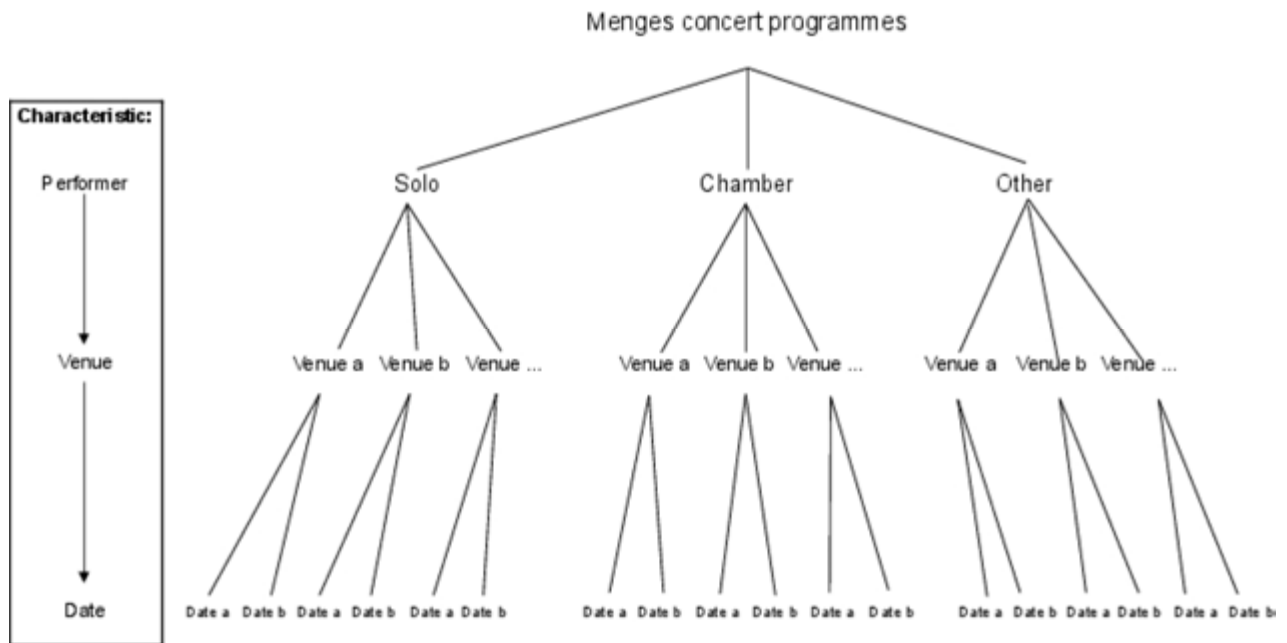 Menges concert programmes
Characteristic:
Performer
Solo
Chamber
Other
Venue
Venue a
Venue b
Venue ...
Venue a
Venue b
Venue ...
Venue a
Venue b
Venue ...
Date
Date a
Date b
Date a
Date b
Date a
Date b
Date a
Date b
Date a
Date b
Date a
Date b
Date a
Date b
Date a
Date b
Date a